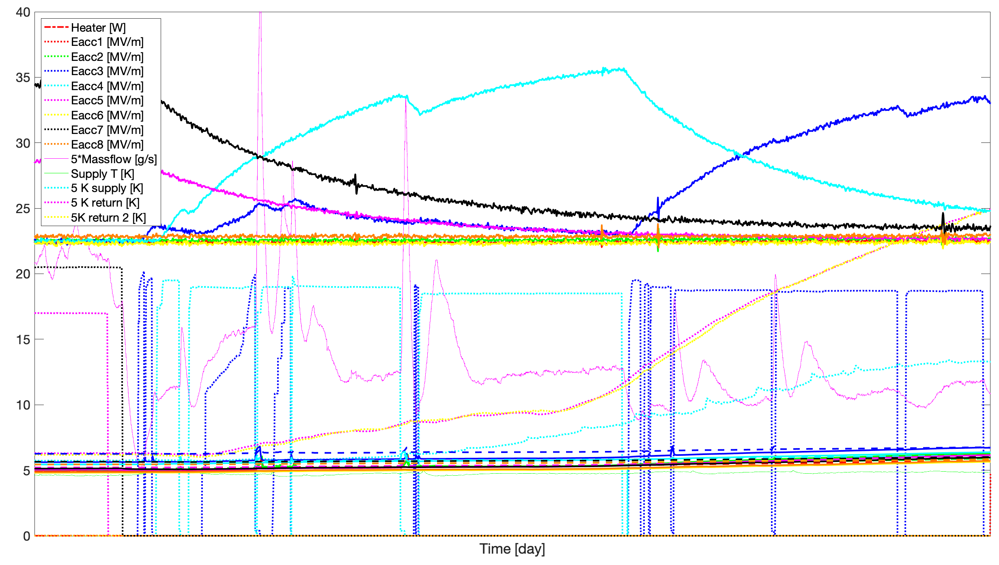 40
35
30
25
20
15
10
5
0
Heater [W]
Eacc1 [MV/m]
Eacc2 [MV/m]
Eacc3 [MV/m]
Eacc4 [MV/m]
Eacc5 [MV/m]
Eacc6 [MV/m]
Eacc7 [MV/m]
Eacc8 [MV/m]
5*Massflow [g/s]
Supply T [K]
5 K supply [K]
5 K return [K]
5K return 2 [K]
Time [day]